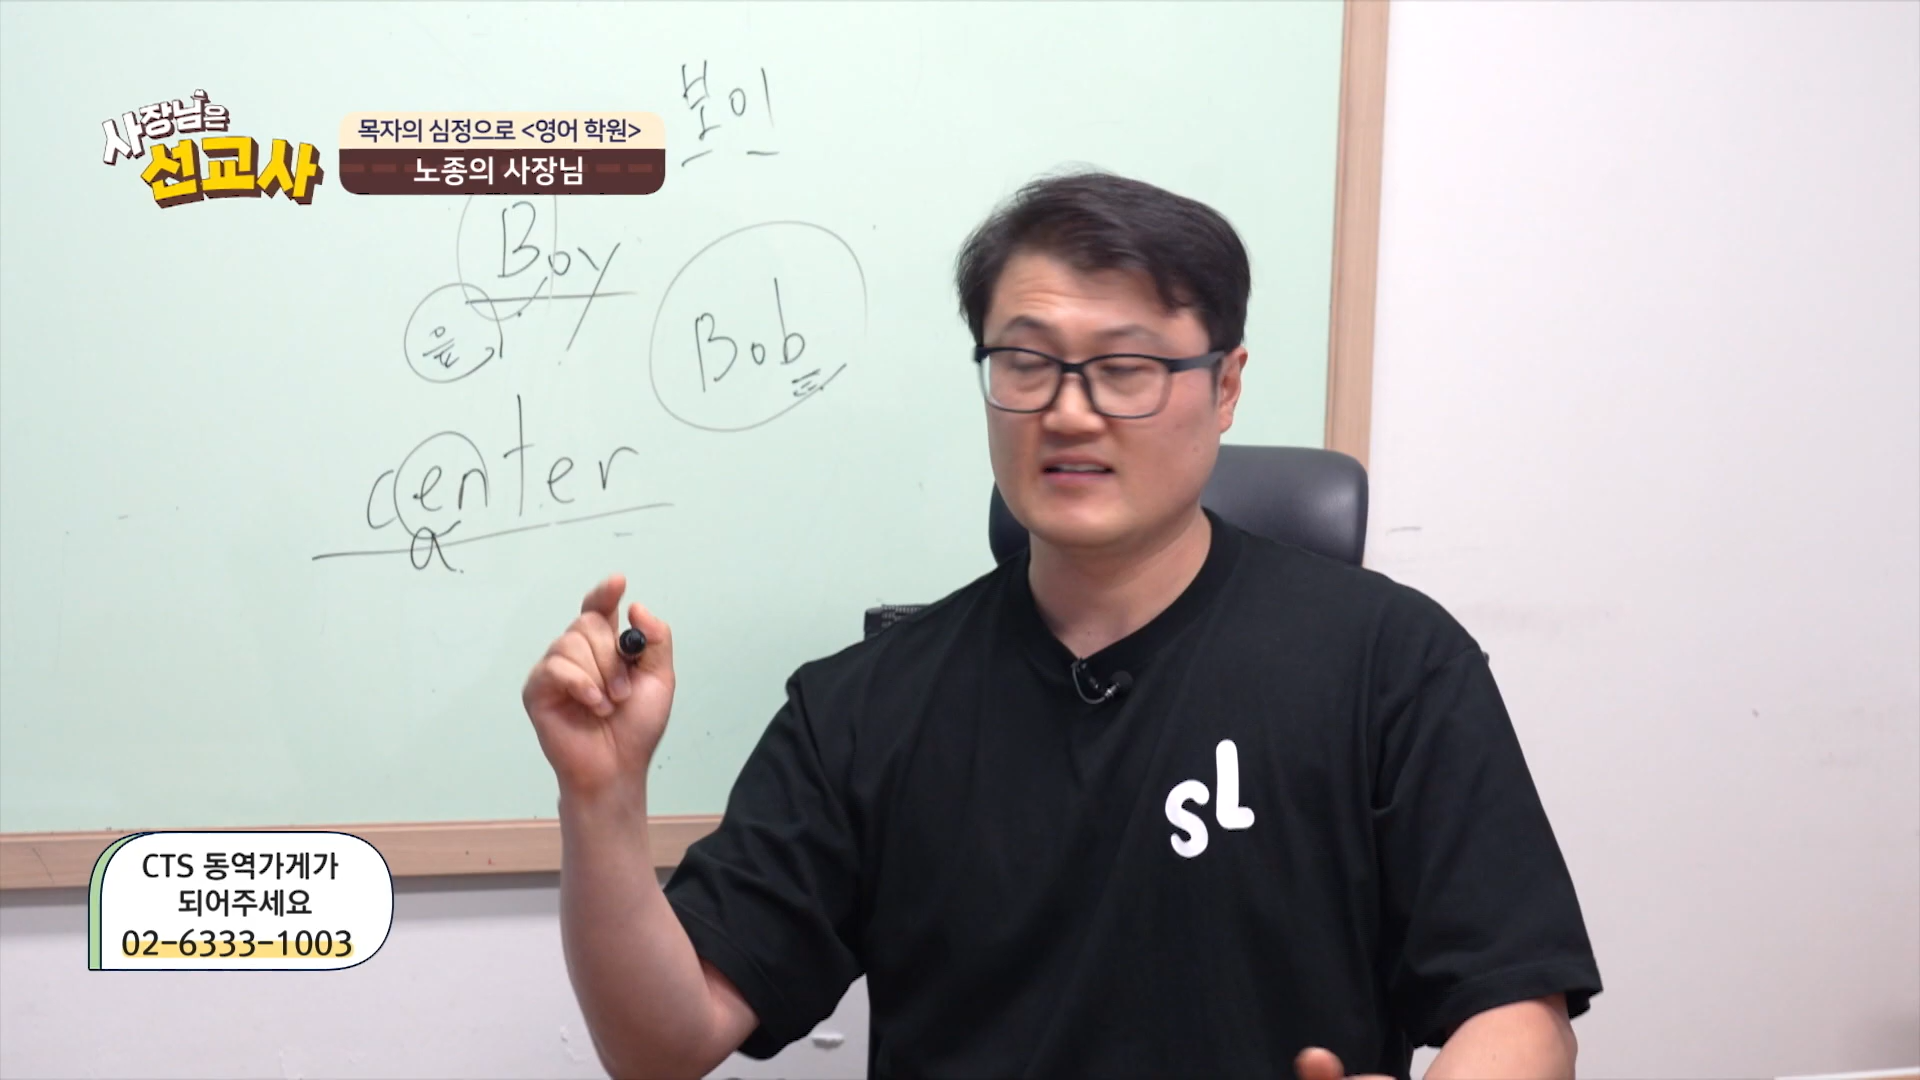 사장님은
선교사
목자의 심정으로 <영어 학원>
노종의 사장님
보이
Boy
읖
Bob
center
a
SL
CTS 동역가게가
되어주세요
02-6333-1003